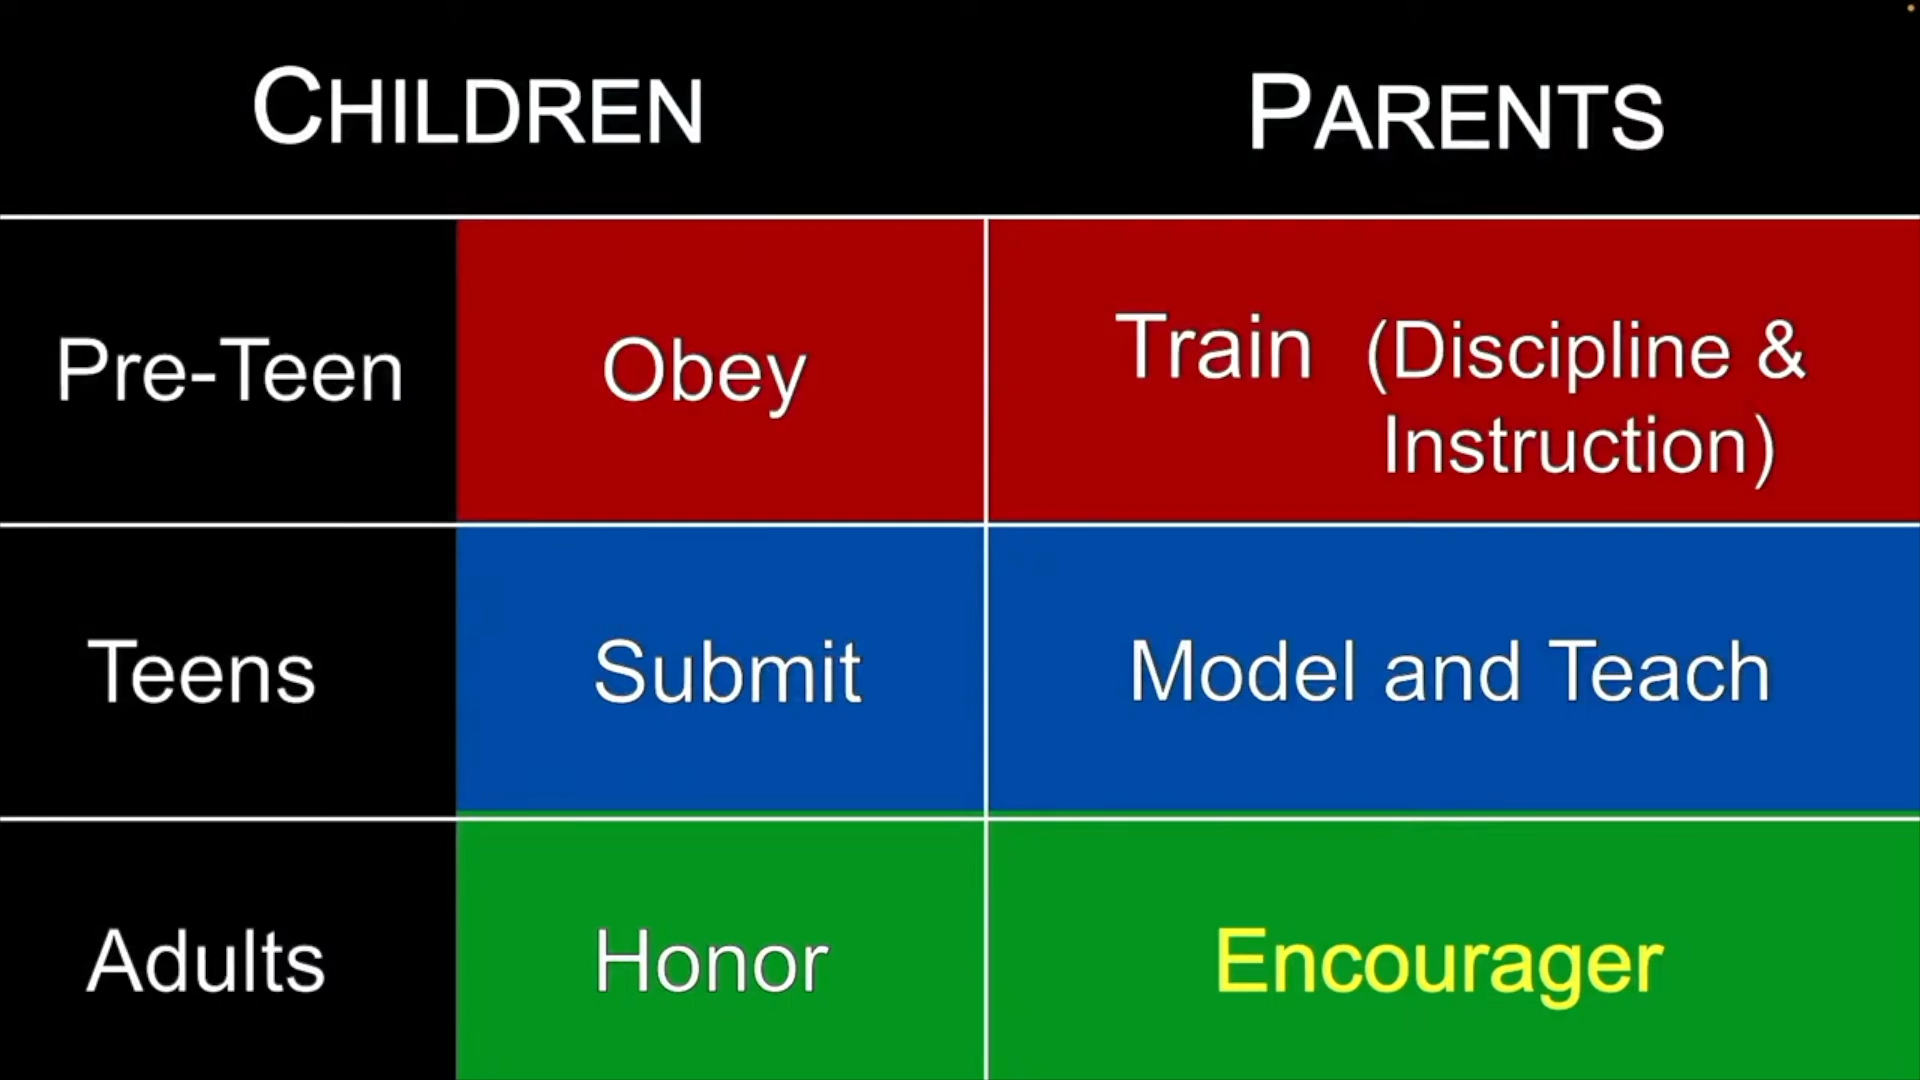 CHILDREN
PARENTS
Pre-Teen
Obey
Train (Discipline &
Instruction)
Teens
Submit
Model and Teach
Adults
Honor
Encourager